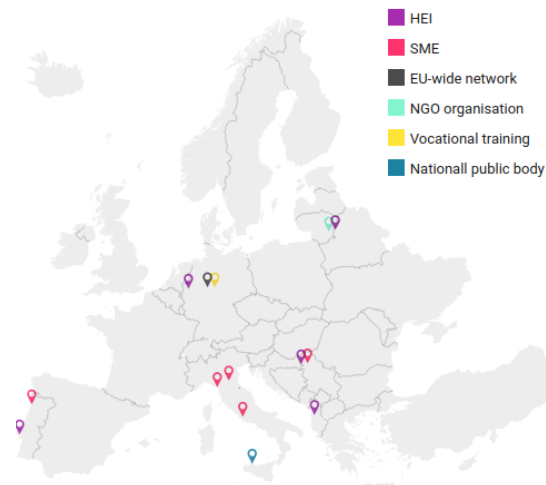 HEI
SME
EU-wide network
NGO organisation
Vocational training
Nationall public body